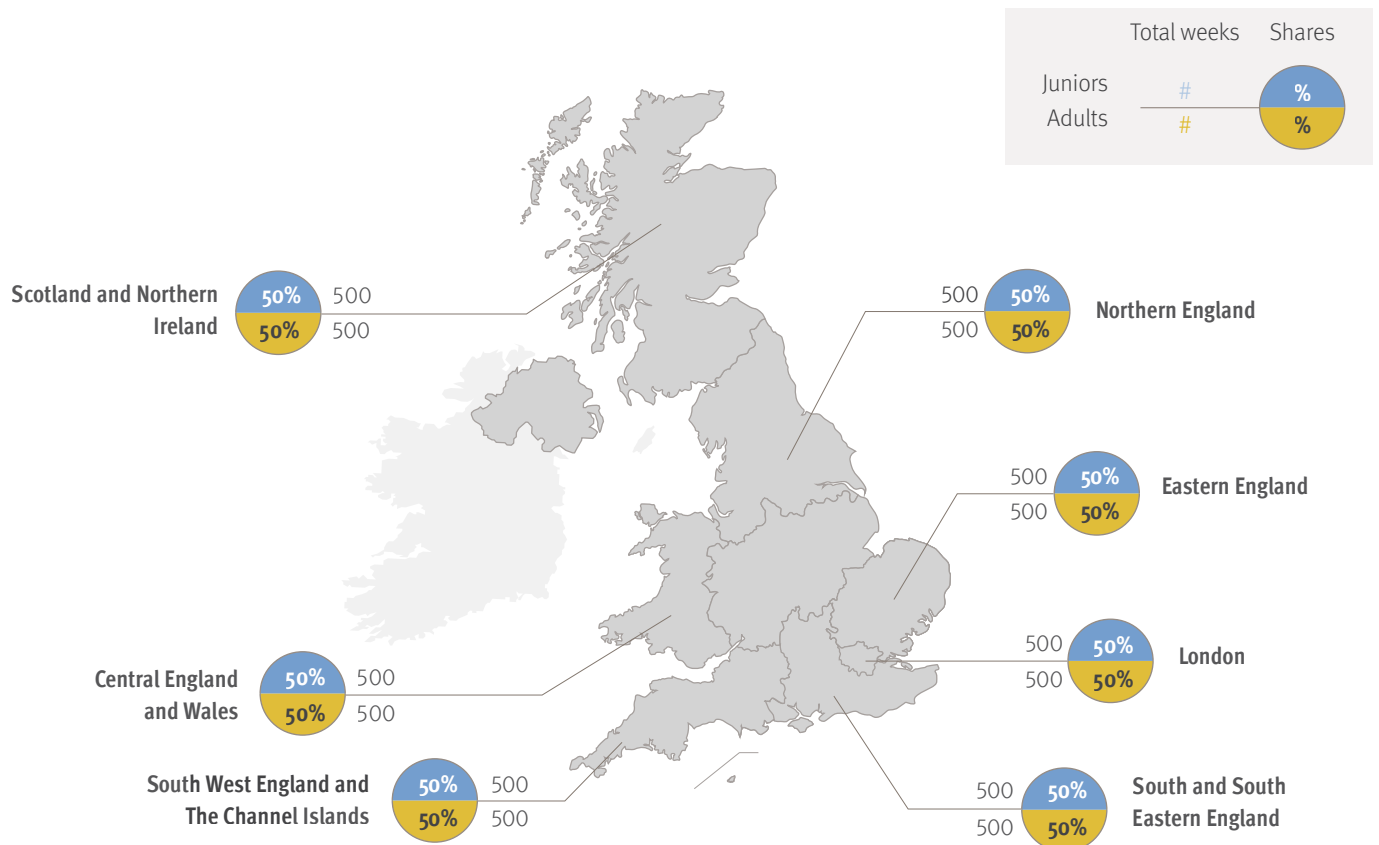 Total weeks Shares
Juniors # %
Adults # %
Scotland and Northern
Ireland
50% 500
50% 500
500 50%
500 50%
Northern England
500 50%
500 50%
Eastern England
500 50%
500 50%
London
Central England
and Wales
50% 500
50% 500
South West England and
The Channel Islands
50% 500
50% 500
500 50%
500 50%
South and South
Eastern England